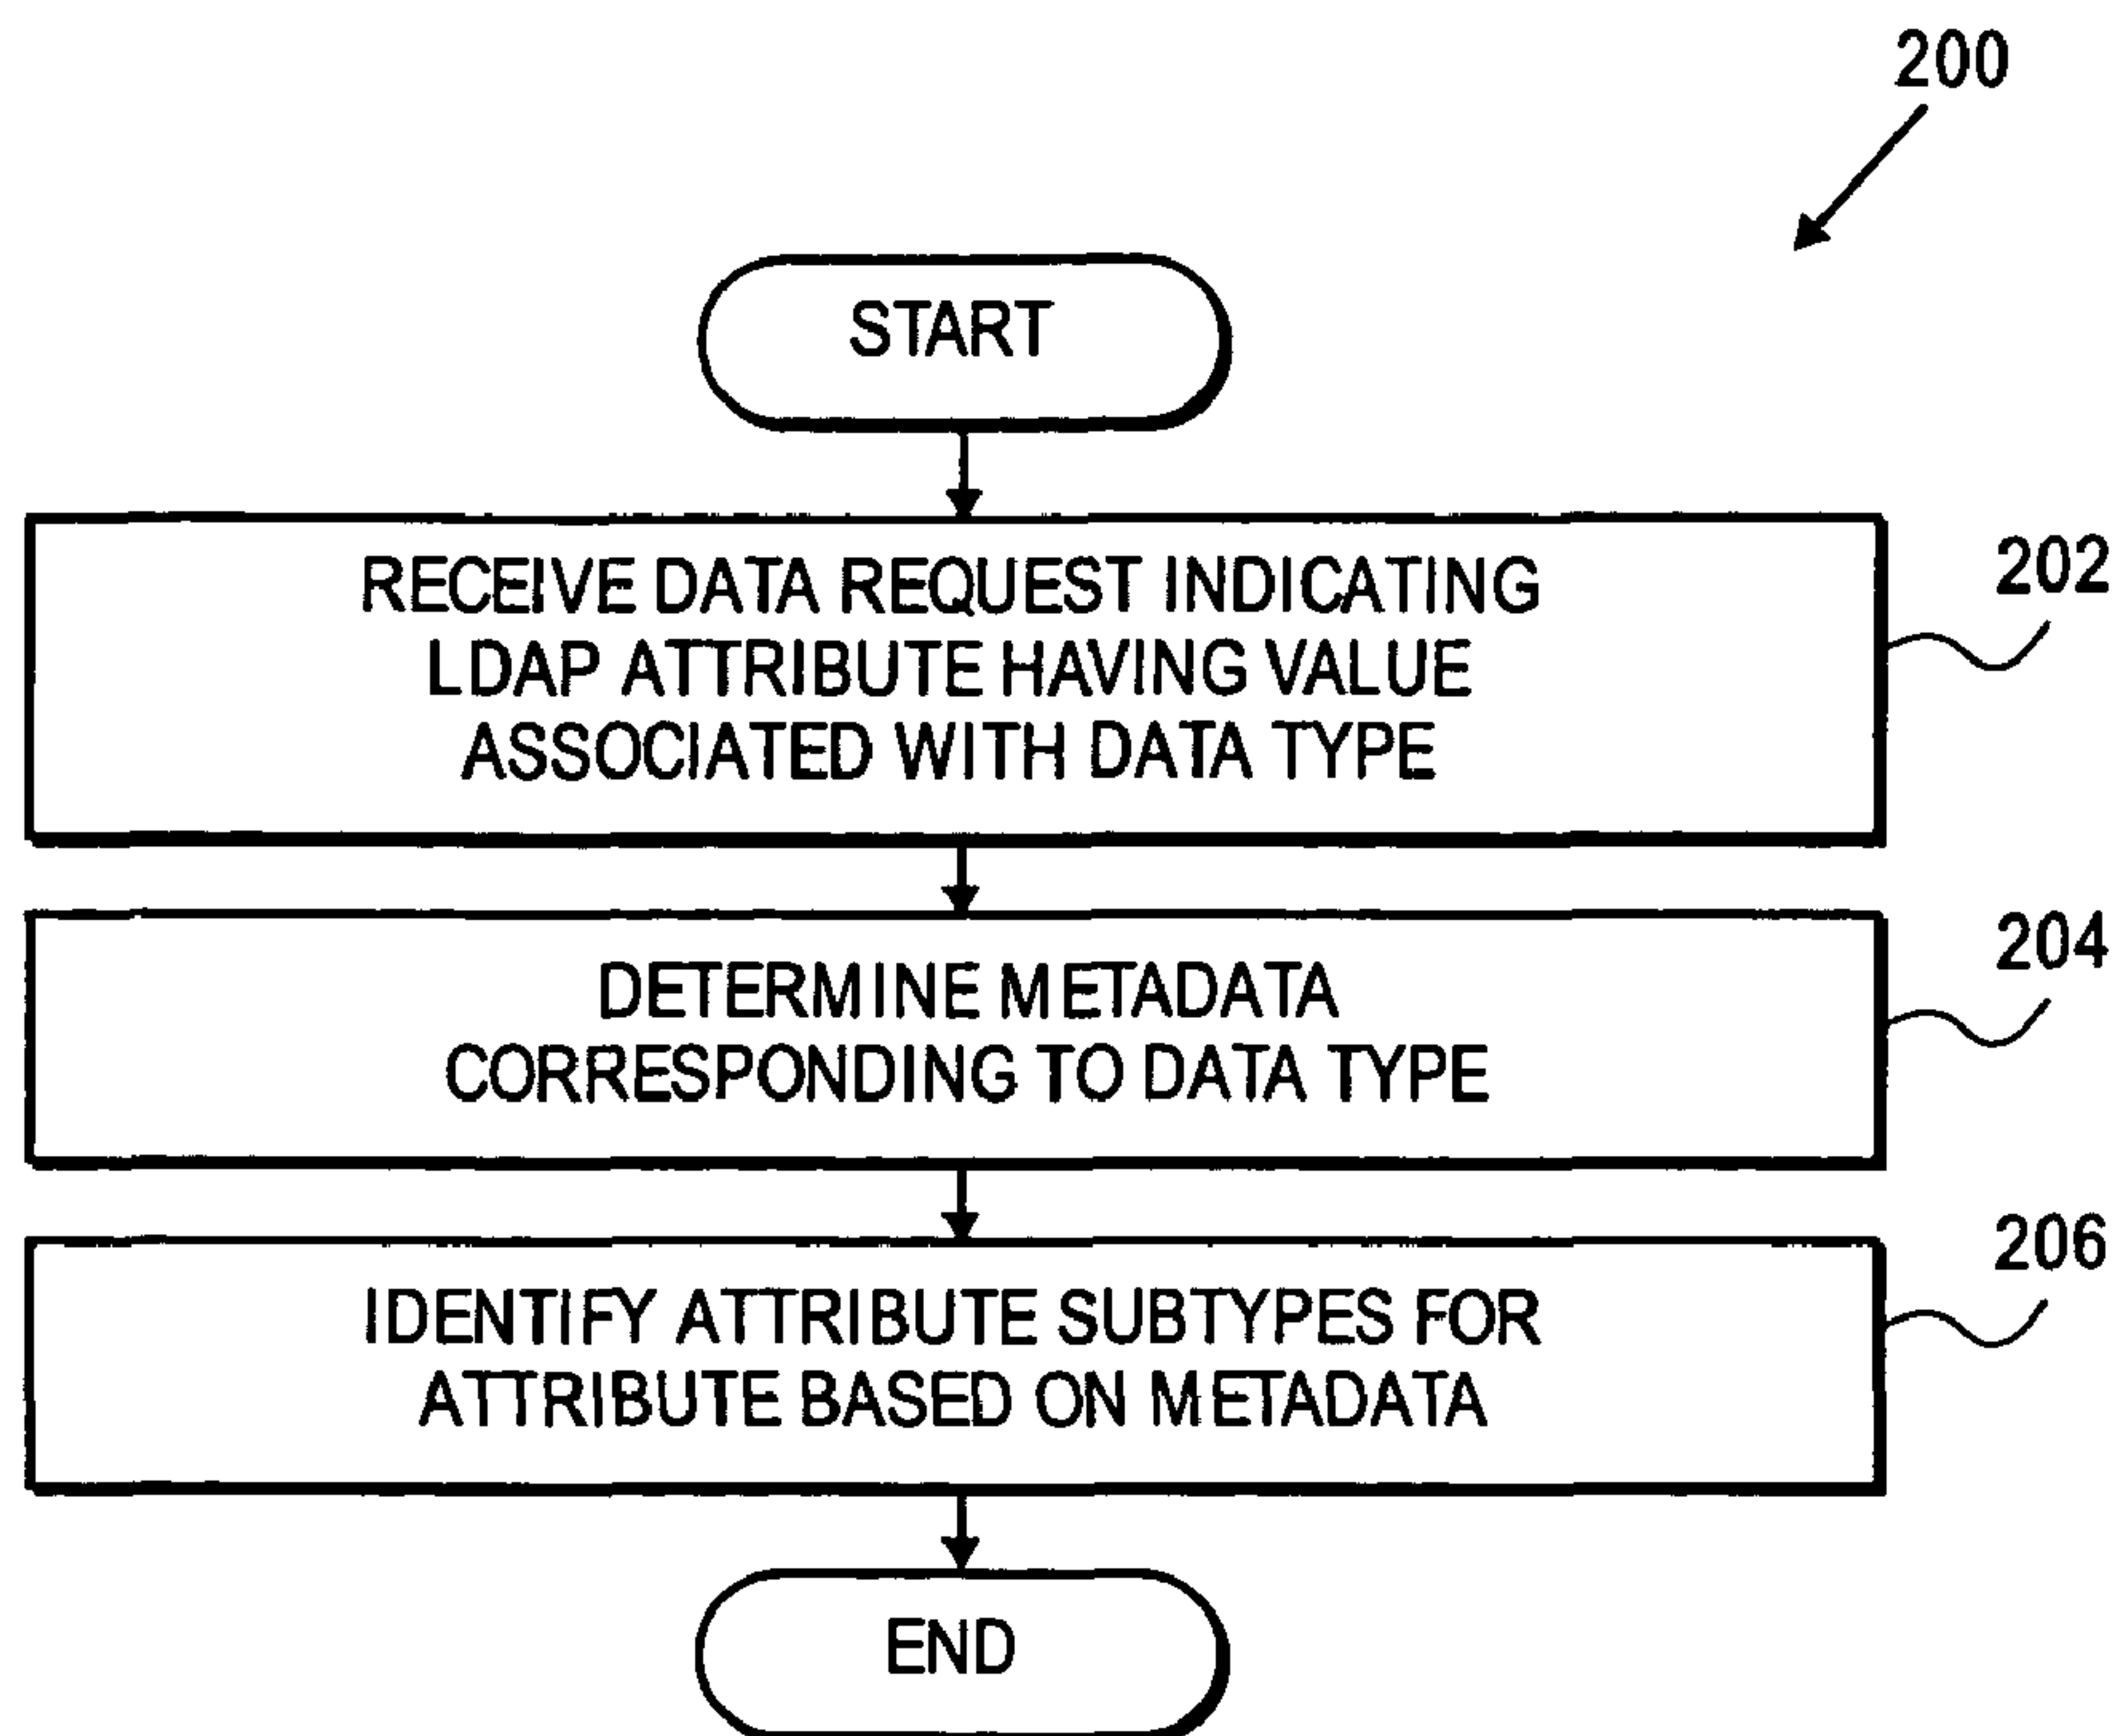 200
START
RECEIVE DATA REQUEST INDICATING
LDAP ATTRIBUTE HAVING VALUE
ASSOCIATED WITH DATA TYPE
202
DETERMINE METADATA
CORRESPONDING TO DATA TYPE
204
IDENTIFY ATTRIBUTE SUBTYPES FOR
ATTRIBUTE BASED ON METADATA
206
END